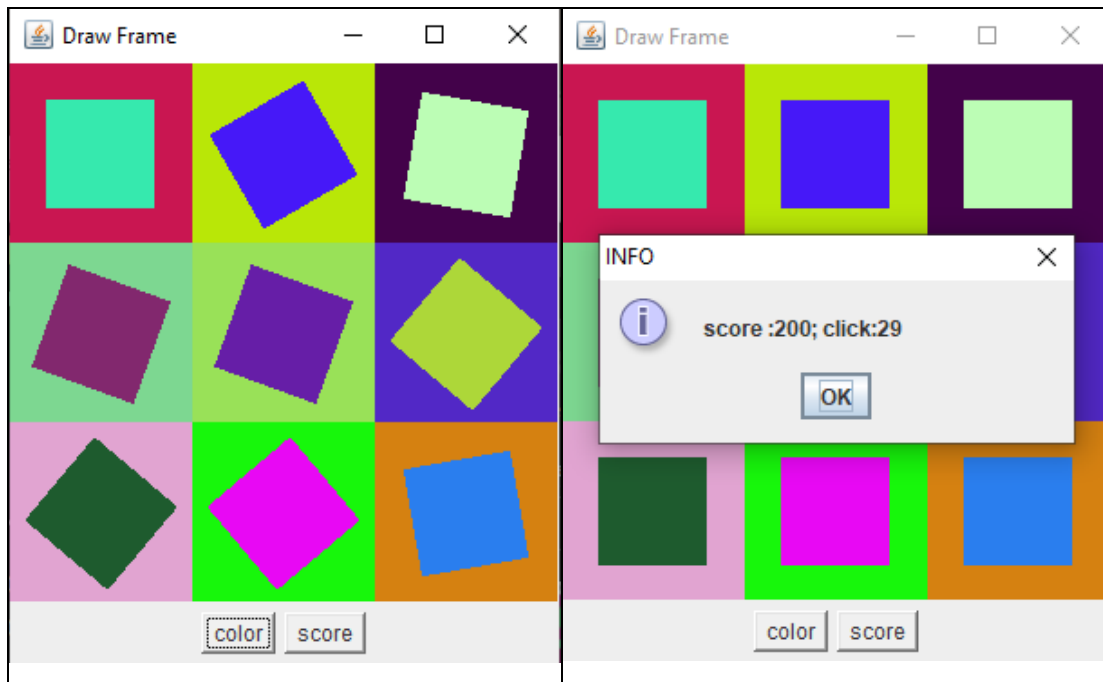 Draw Frame
color
score
Draw Frame
INFO
score :200; click:29
OK
color
score